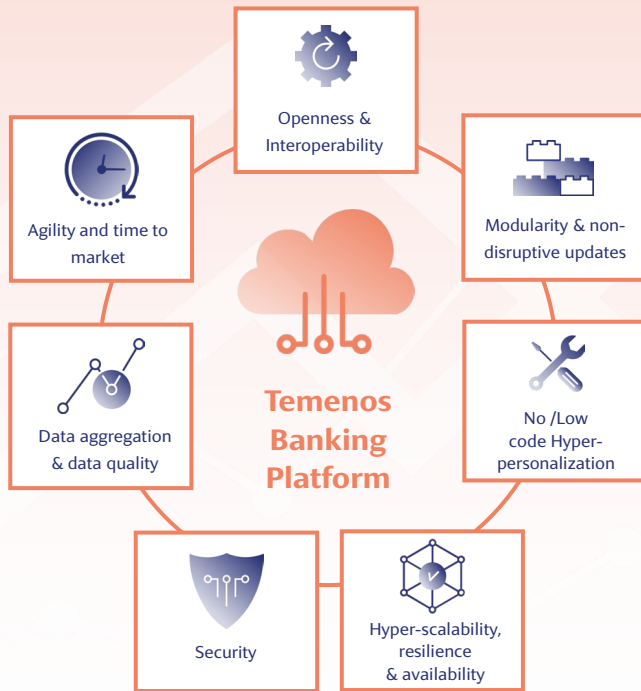 Openness &
Interoperability
Agility and time to
market
Modularity & non-
disruptive updates
Temenos
Banking
Platform
Data aggregation
& data quality
No /Low
code Hyper-
personalization
Security
Hyper-scalability,
resilience
& availability